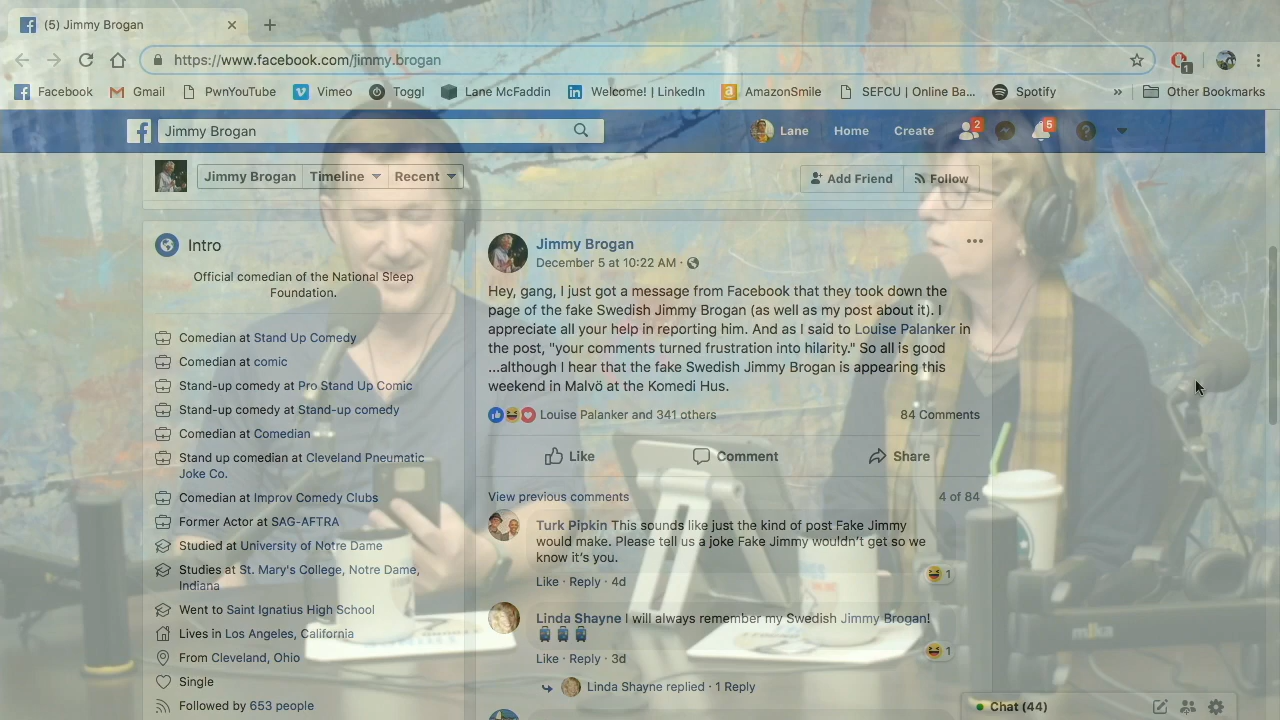 (5) Jimmy Brogan
https://www.facebook.com/jimmy.brogan
1
Facebook
Gmail
PwnYouTube
Vimeo
Toggl
Lane McFaddin
Welcome! | LinkedIn
AmazonSmile
SEFCU | Online Ba...
Spotify
»
Other Bookmarks
Jimmy Brogan
Lane
Home
Create
2
5
Jimmy Brogan
Timeline
Recent
Add Friend
Follow
Intro
Official comedian of the National Sleep
Foundation.
Comedian at Stand Up Comedy
Comedian at comic
Stand-up comedy at Pro Stand Up Comic
Stand-up comedy at Stand-up comedy
Comedian at Comedian
Stand up comedian at Cleveland Pneumatic
Joke Co.
Comedian at Improv Comedy Clubs
Former Actor at SAG-AFTRA
Studied at University of Notre Dame
Studies at St. Mary's College, Notre Dame,
Indiana
Went to Saint Ignatius High School
Lives in Los Angeles, California
From Cleveland, Ohio
Single
Followed by 653 people
Jimmy Brogan
December 5 at 10:22 AM ·
Hey, gang, I just got a message from Facebook that they took down the
page of the fake Swedish Jimmy Brogan (as well as my post about it). I
appreciate all your help in reporting him. And as I said to Louise Palanker in
the post, "your comments turned frustration into hilarity." So all is good
...although I hear that the fake Swedish Jimmy Brogan is appearing this
weekend in Malvö at the Komedi Hus.
Louise Palanker and 341 others
84 Comments
Like
Comment
Share
View previous comments
4 of 84
Turk Pipkin This sounds like just the kind of post Fake Jimmy
would make. Please tell us a joke Fake Jimmy wouldn't get so we
know it's you.
1
Like · Reply · 4d
Linda Shayne I will always remember my Swedish Jimmy Brogan!
1
Like · Reply · 3d
Linda Shayne replied · 1 Reply
mika
Chat (44)